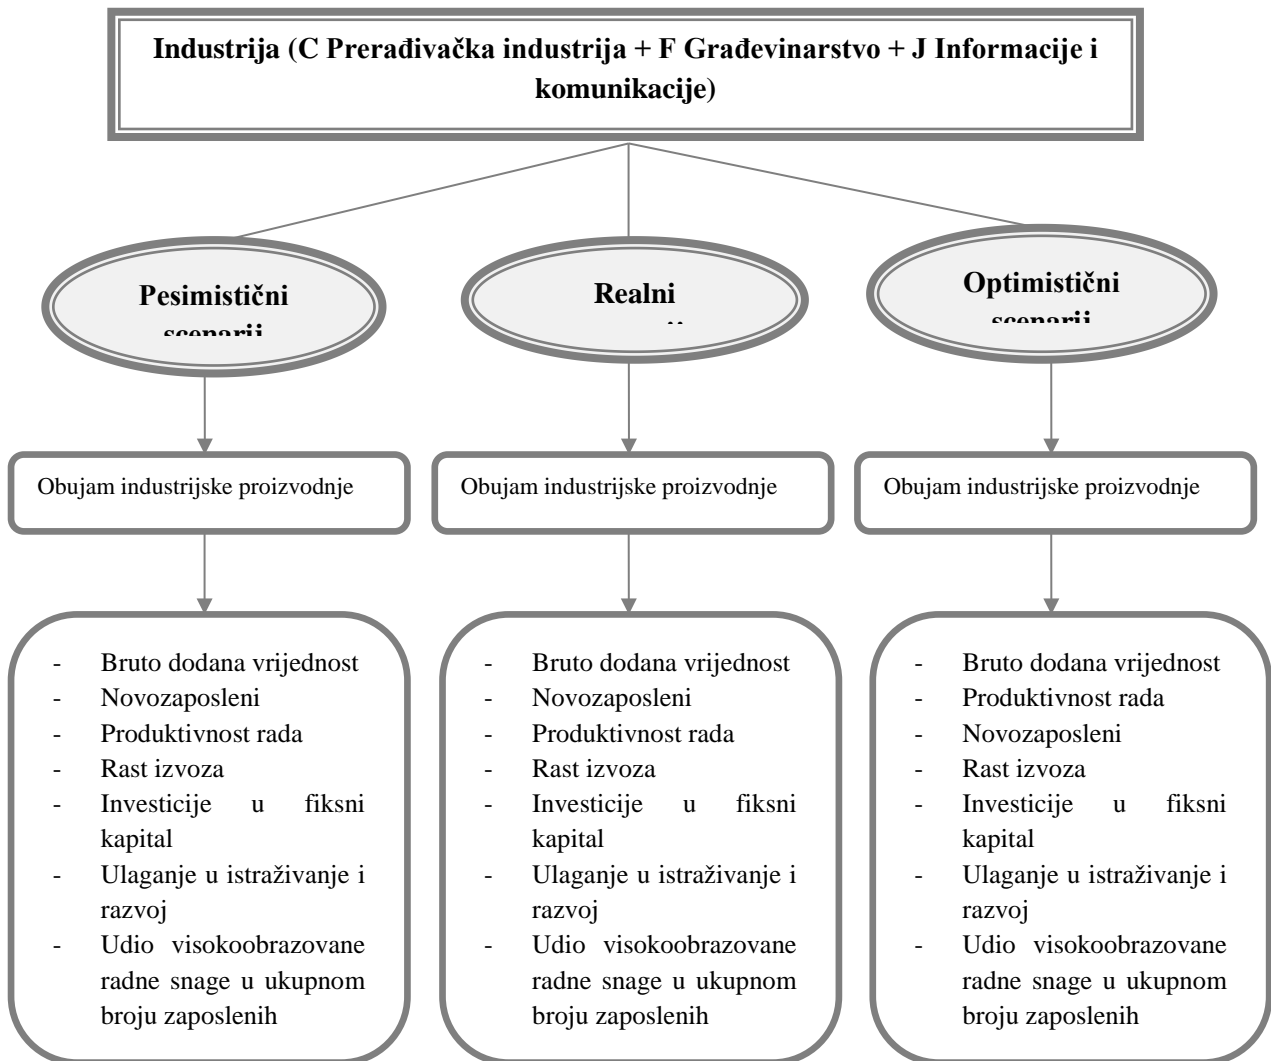 Industrija (C Prerađivačka industrija + F Građevinarstvo + J Informacije i
komunikacije)
Pesimistični
scenarij
Realni
Optimistični
scenarij
Obujam industrijske proizvodnje
Obujam industrijske proizvodnje
Obujam industrijske proizvodnje
- Bruto dodana vrijednost
- Novozaposleni
- Produktivnost rada
- Rast izvoza
- Investicije u fiksni
kapital
- Ulaganje u istraživanje i
razvoj
- Udio visokoobrazovane
radne snage u ukupnom
broju zaposlenih
- Bruto dodana vrijednost
- Novozaposleni
- Produktivnost rada
- Rast izvoza
- Investicije u fiksni
kapital
- Ulaganje u istraživanje i
razvoj
- Udio visokoobrazovane
radne snage u ukupnom
broju zaposlenih
- Bruto dodana vrijednost
- Produktivnost rada
- Novozaposleni
- Rast izvoza
- Investicije u fiksni
kapital
- Ulaganje u istraživanje i
razvoj
- Udio visokoobrazovane
radne snage u ukupnom
broju zaposlenih